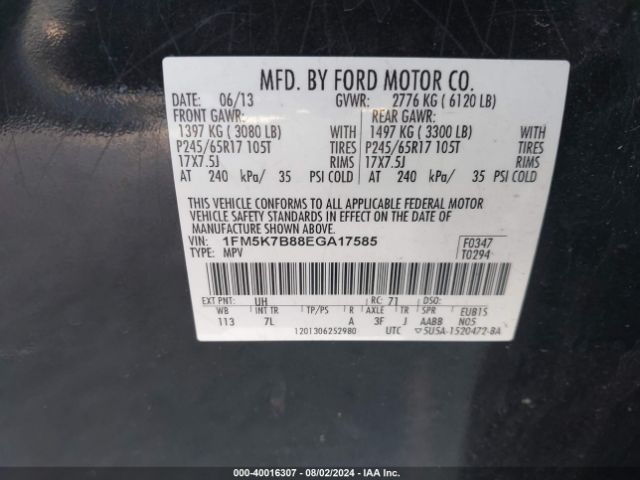 MFD. BY FORD MOTOR CO.
DATE: 06/13 GVWR: 2776 KG ( 6120 LB)
FRONT GAWR: REAR GAWR:
1397 KG ( 3080 LB) WITH 1497 KG ( 3300 LB) WITH
P245/65R17 105T TIRES P245/65R17 105T TIRES
17X7.5J RIMS 17X7.5J RIMS
AT 240 kPa/ 35 PSI COLD AT 240 kPa/ 35 PSI COLD
THIS VEHICLE CONFORMS TO ALL APPLICABLE FEDERAL MOTOR
VEHICLE SAFETY STANDARDS IN EFFECT ON THE DATE OF
MANUFACTURE SHOWN ABOVE.
VIN: 1FM5K7B88EGA17585 F0347
TYPE: MPV T0294
EXT PNT: UH RC: 71 DSO:
WB INT TR TP/PS R AXLE TR SPR EUB15
113 7L A 3F J AABB N05
1201306252980 UTC 5U5A-1520472-BA
000-40016307 - 08/02/2024 - IAA Inc.